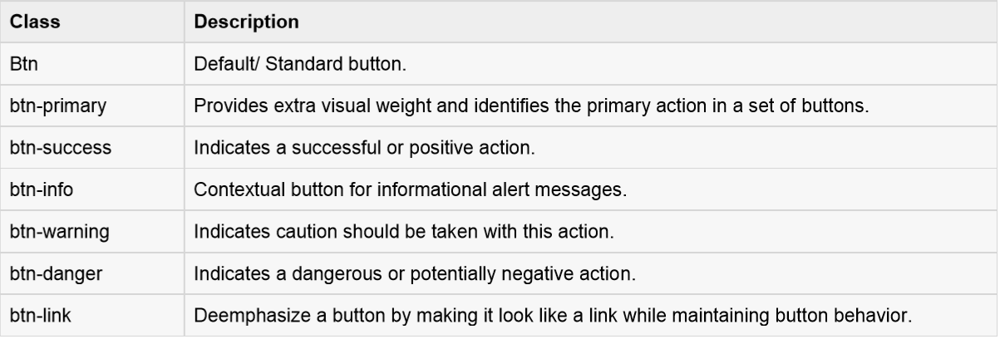 Class Description
Btn Default/ Standard button.
btn-primary Provides extra visual weight and identifies the primary action in a set of buttons.
btn-success Indicates a successful or positive action.
btn-info Contextual button for informational alert messages.
btn-warning Indicates caution should be taken with this action.
btn-danger Indicates a dangerous or potentially negative action.
btn-link Deemphasize a button by making it look like a link while maintaining button behavior.